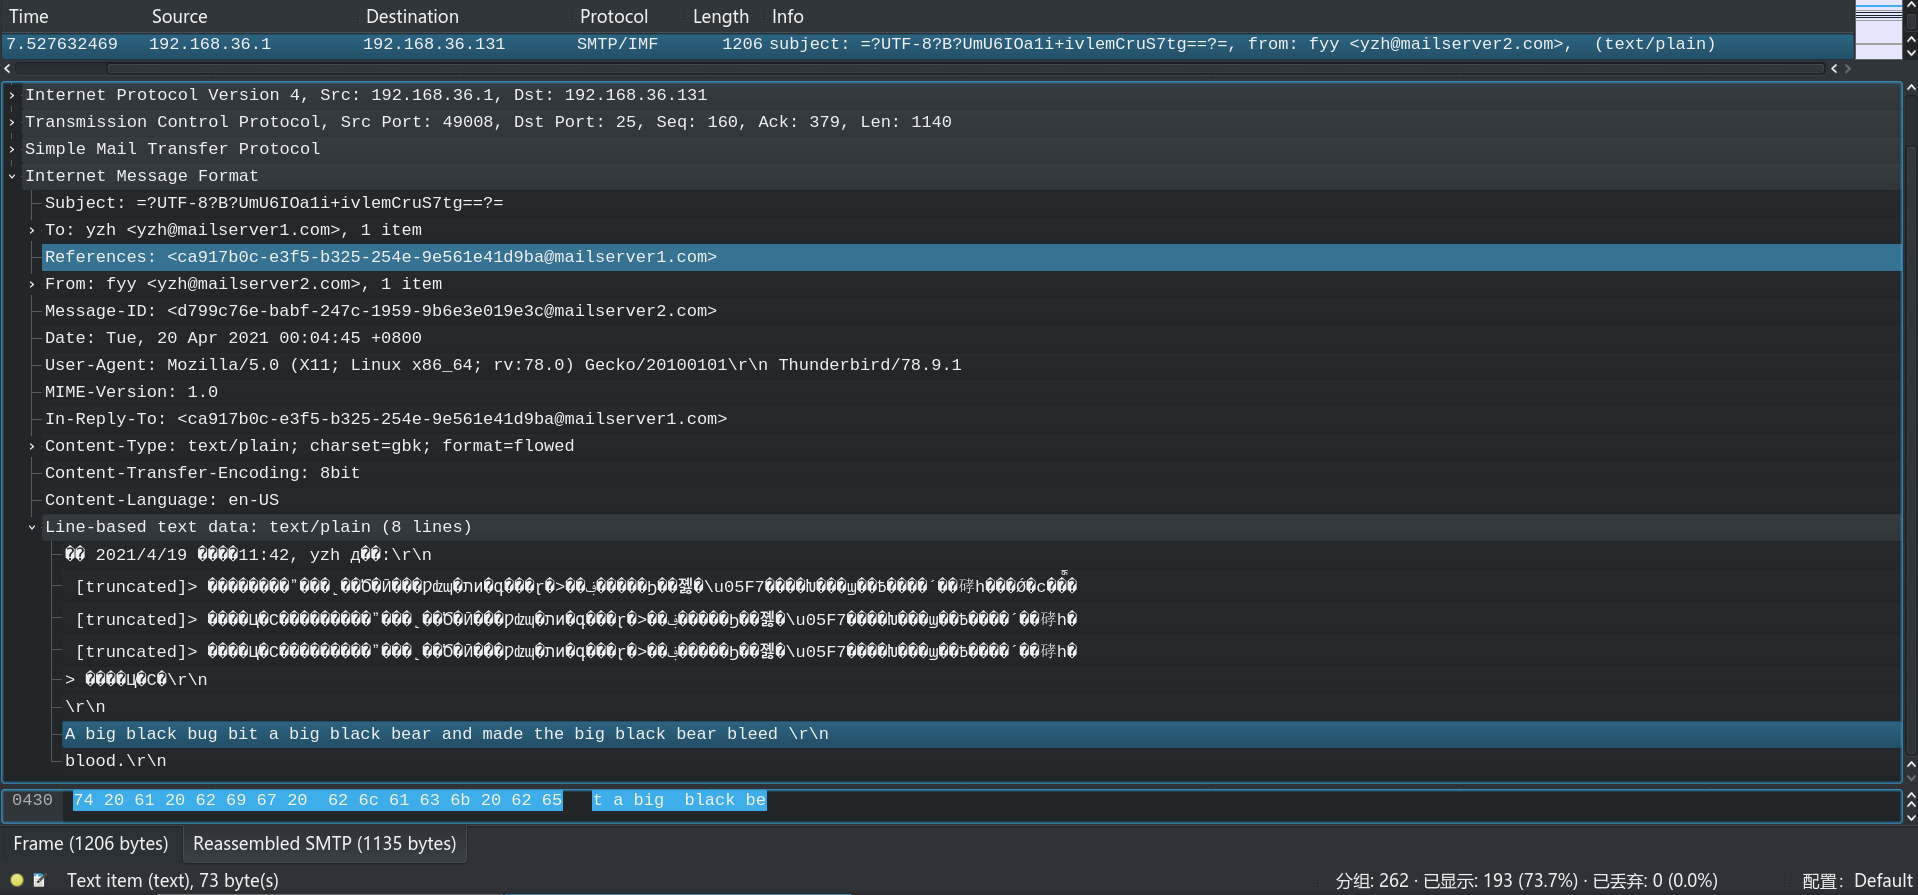 Time Source Destination Protocol Length Info
7.527632469 192.168.36.1 192.168.36.131 SMTP/IMF 1206 subject: =?UTF-8?B?UmU6IOa1i+ivlemCruS7tg==?=, from: fyy <yzh@mailserver2.com>, (text/plain)
Internet Protocol Version 4, Src: 192.168.36.1, Dst: 192.168.36.131
Transmission Control Protocol, Src Port: 49008, Dst Port: 25, Seq: 160, Ack: 379, Len: 1140
Simple Mail Transfer Protocol
Internet Message Format
Subject: =?UTF-8?B?UmU6IOa1i+ivlemCruS7tg==?=
To: yzh <yzh@mailserver1.com>, 1 item
References: <ca917b0c-e3f5-b325-254e-9e561e41d9ba@mailserver1.com>
From: fyy <yzh@mailserver2.com>, 1 item
Message-ID: <d799c76e-babf-247c-1959-9b6e3e019e3c@mailserver2.com>
Date: Tue, 20 Apr 2021 00:04:45 +0800
User-Agent: Mozilla/5.0 (X11; Linux x86_64; rv:78.0) Gecko/20100101\r\n Thunderbird/78.9.1
MIME-Version: 1.0
In-Reply-To: <ca917b0c-e3f5-b325-254e-9e561e41d9ba@mailserver1.com>
Content-Type: text/plain; charset=gbk; format=flowed
Content-Transfer-Encoding: 8bit
Content-Language: en-US
Line-based text data: text/plain (8 lines)
�� 2021/4/19 ����11:42, yzh д��:\r\n
[truncated]>
[truncated]>
[truncated]>
> ����Ц�С�\r\n
\r\n
A big black bug bit a big black bear and made the big black bear bleed \r\n
blood.\r\n
0430 74 20 61 20 62 69 67 20 62 6c 61 63 6b 20 62 65 t a big black be
Frame (1206 bytes) Reassembled SMTP (1135 bytes)
Text item (text), 73 byte(s) 分组: 262 · 已显示: 193 (73.7%) · 已丢弃: 0 (0.0%) 配置: Default